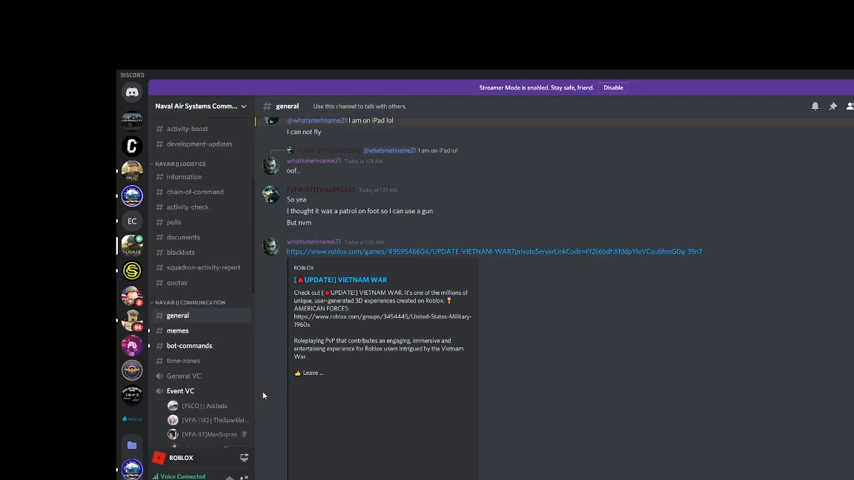 DISCORD
Streamer Mode is enabled. Stay safe, friend. Disable
Naval Air Systems Comm...
# general Use this channel to talk with others.
# activity-boost
# development-updates
NAVAIR || LOGISTICS
# information
# chain-of-command
# activity-check
# polls
# documents
# blacklists
# squadron-activity-report
# quotas
NAVAIR || COMMUNICATION
# general
# memes
# bot-commands
# time-zones
General VC
Event VC
ROBLOX
Voice Connected
EC
@whatsmehname21 I am on iPad lol
I can not fly
@whatsmehname21 I am on iPad lol
whatsmehname21 Today at 1:21 AM
oof..
So yea
I thought it was a patrol on foot so I can use a gun
But nvm
whatsmehname21
ROBLOX
[🔴UPDATE!] VIETNAM WAR
Check out [🔴UPDATE!] VIETNAM WAR. It's one of the millions of
unique, user-generated 3D experiences created on Roblox.
AMERICAN FORCES:
https://www.roblox.com/groups/3454445/United-States-Military-
1960s
Roleplaying PvP that contributes an engaging, immersive and
entertaining experience for Roblox users intrigued by the Vietnam
War.
👍 Leave ...